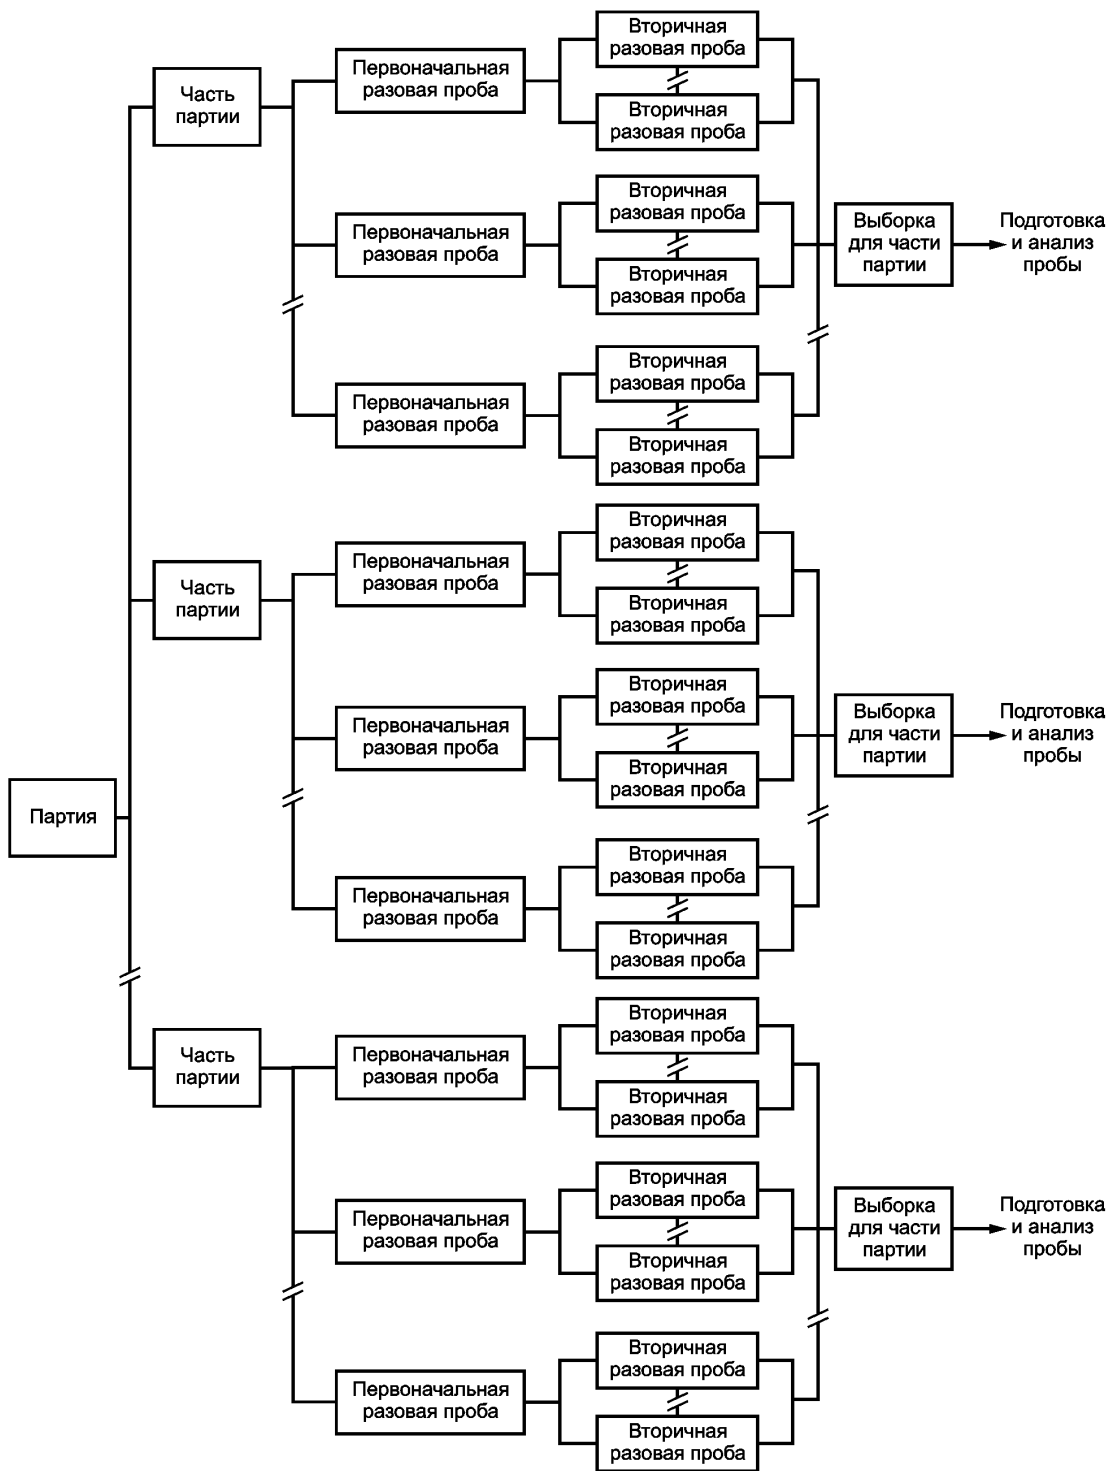 Вторичная
разовая проба
Часть
партии
Первоначальная
разовая проба
Вторичная
разовая проба
Вторичная
разовая проба
Первоначальная
разовая проба
Вторичная
разовая проба
Выборка
для части
партии
Подготовка
и анализ
пробы
Вторичная
разовая проба
Первоначальная
разовая проба
Вторичная
разовая проба
Вторичная
разовая проба
Часть
партии
Первоначальная
разовая проба
Вторичная
разовая проба
Вторичная
разовая проба
Первоначальная
разовая проба
Вторичная
разовая проба
Выборка
для части
партии
Подготовка
и анализ
пробы
Партия
Вторичная
разовая проба
Первоначальная
разовая проба
Вторичная
разовая проба
Вторичная
разовая проба
Часть
партии
Первоначальная
разовая проба
Вторичная
разовая проба
Вторичная
разовая проба
Первоначальная
разовая проба
Вторичная
разовая проба
Выборка
для части
партии
Подготовка
и анализ
пробы
Вторичная
разовая проба
Первоначальная
разовая проба
Вторичная
разовая проба